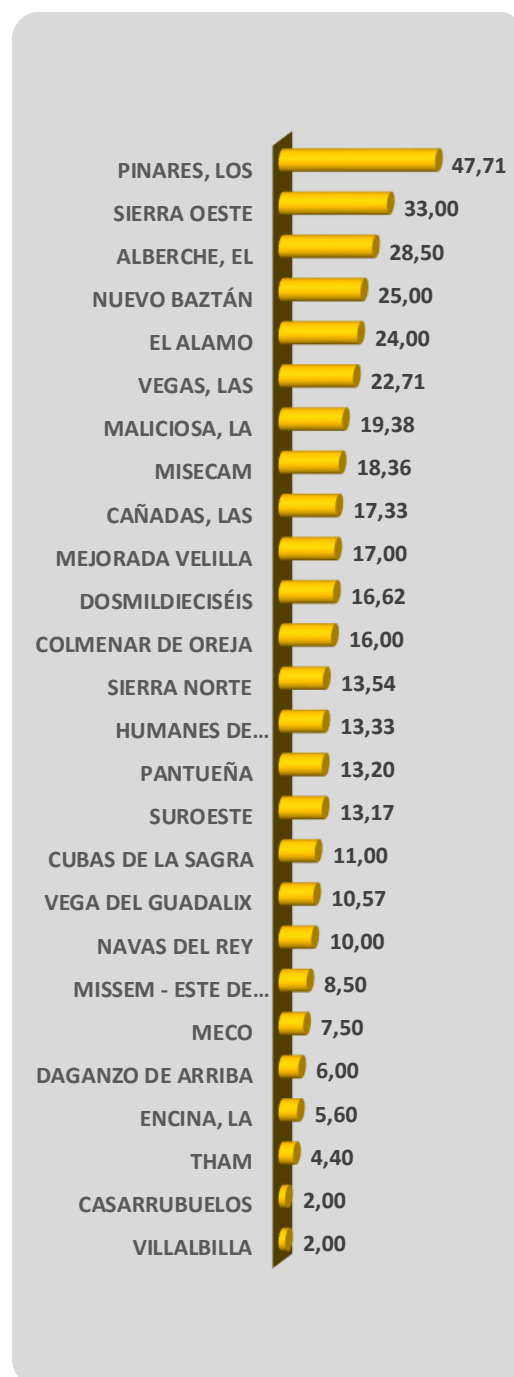 PINARES, LOS 47,71
SIERRA OESTE 33,00
ALBERCHE, EL 28,50
NUEVO BAZTÁN 25,00
EL ALAMO 24,00
VEGAS, LAS 22,71
MALICIOSA, LA 19,38
MISECAM 18,36
CAÑADAS, LAS 17,33
MEJORADA VELILLA 17,00
DOSMILDIECISÉIS 16,62
COLMENAR DE OREJA 16,00
SIERRA NORTE 13,54
HUMANES DE... 13,33
PANTUEÑA 13,20
SUROESTE 13,17
CUBAS DE LA SAGRA 11,00
VEGA DEL GUADALIX 10,57
NAVAS DEL REY 10,00
MISSEM - ESTE DE... 8,50
MECO 7,50
DAGANZO DE ARRIBA 6,00
ENCINA, LA 5,60
THAM 4,40
CASARRUBUELOS 2,00
VILLALBILLA 2,00